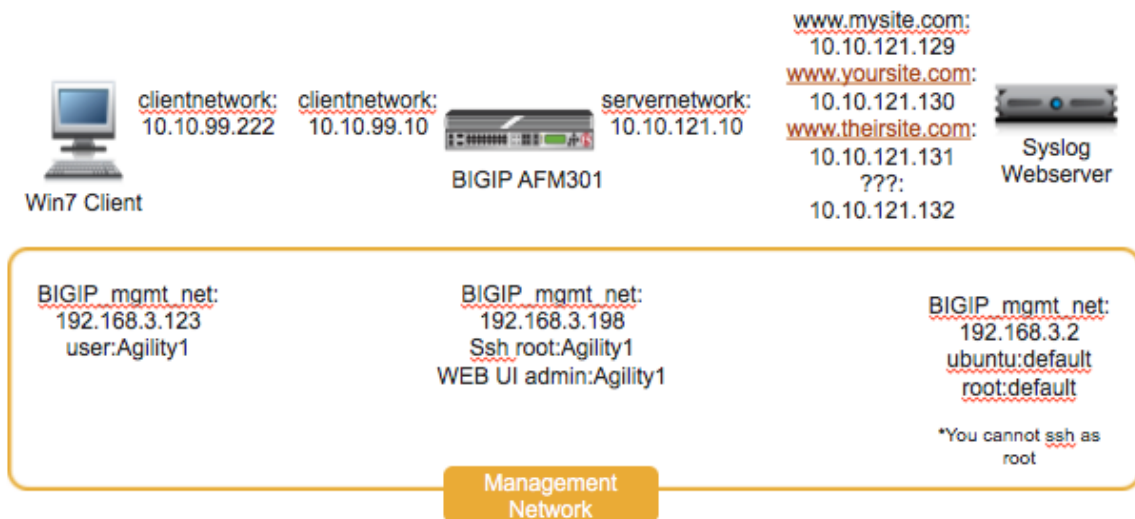 www.mysite.com:
10.10.121.129
www.yoursite.com:
10.10.121.130
www.theirsite.com:
10.10.121.131
???:
10.10.121.132
clientnetwork:
10.10.99.222
clientnetwork:
10.10.99.10
servernetwork:
10.10.121.10
Win7 Client
BIGIP AFM301
Syslog
Webserver
BIGIP_mgmt_net:
192.168.3.123
user:Agility1
BIGIP_mgmt_net:
192.168.3.198
Ssh root:Agility1
WEB UI admin:Agility1
BIGIP_mgmt_net:
192.168.3.2
ubuntu:default
root:default
*You cannot ssh as
root
Management
Network